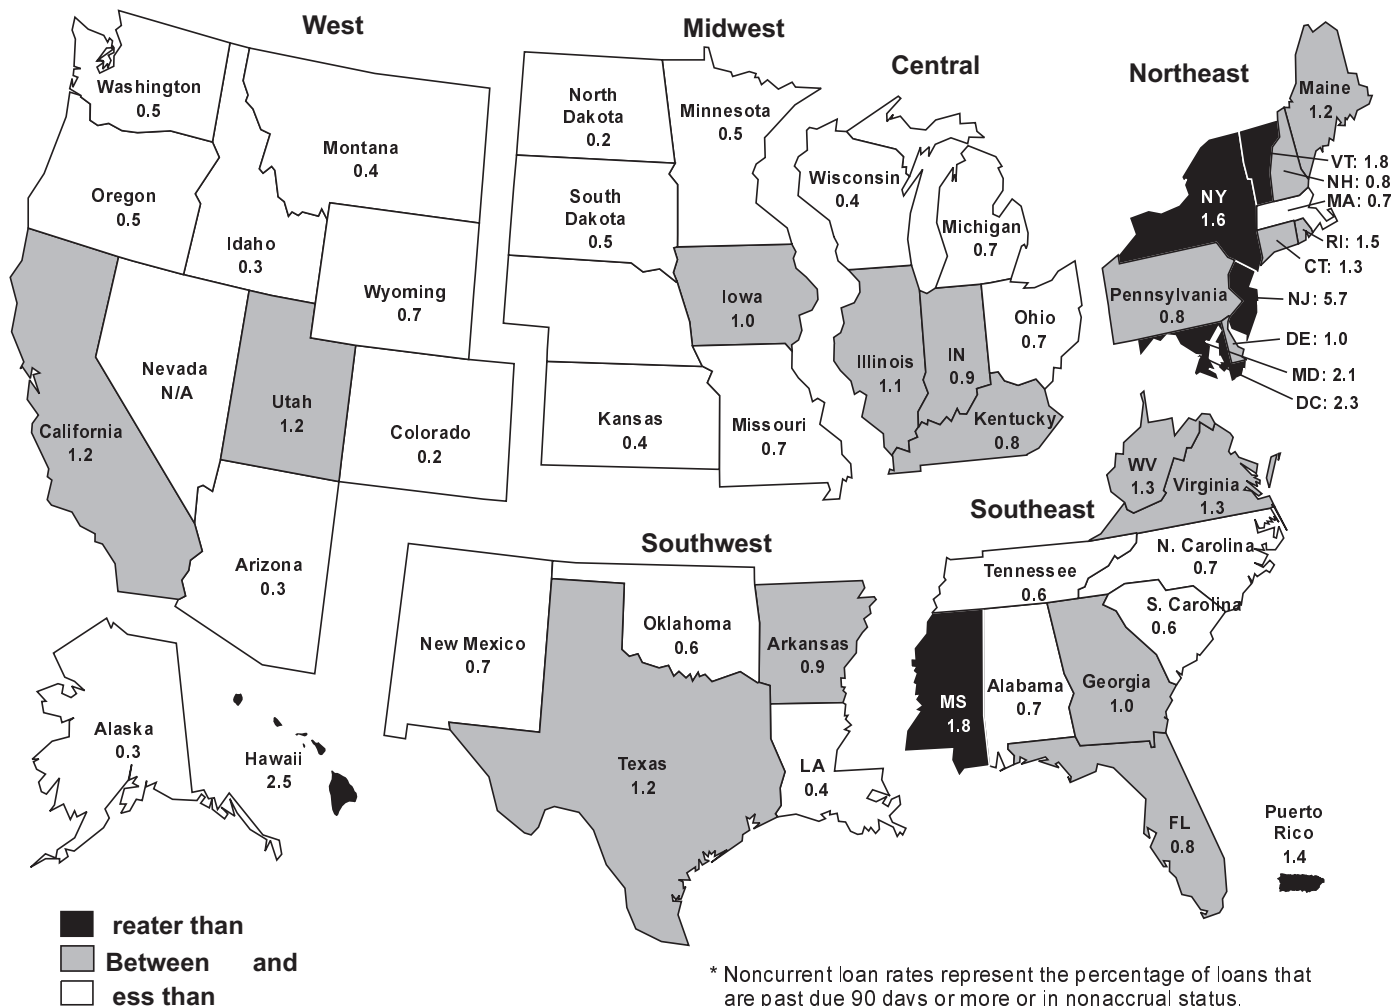 West
Midwest
Central
Northeast
Washington
0.5
Oregon
0.5
Montana
0.4
Idaho
0.3
Wyoming
0.7
Nevada
N/A
Utah
1.2
California
1.2
Colorado
0.2
Arizona
0.3
Alaska
0.3
Hawaii
2.5
North
Dakota
0.2
Minnesota
0.5
South
Dakota
0.5
Iowa
1.0
Kansas
0.4
Missouri
0.7
Wisconsin
0.4
Michigan
0.7
Illinois
1.1
IN
0.9
Ohio
0.7
Kentucky
0.8
Maine
1.2
VT: 1.8
NH: 0.8
MA: 0.7
NY
1.6
RI: 1.5
CT: 1.3
Pennsylvania
0.8
NJ: 5.7
DE: 1.0
MD: 2.1
DC: 2.3
Southwest
New Mexico
0.7
Oklahoma
0.6
Arkansas
0.9
Texas
1.2
LA
0.4
Southeast
WV
1.3
Virginia
1.3
N. Carolina
0.7
Tennessee
0.6
S. Carolina
0.6
MS
1.8
Alabama
0.7
Georgia
1.0
FL
0.8
Puerto
Rico
1.4
reater than
Between and
ess than
* Noncurrent loan rates represent the percentage of loans that
are past due 90 days or more or in nonaccrual status.